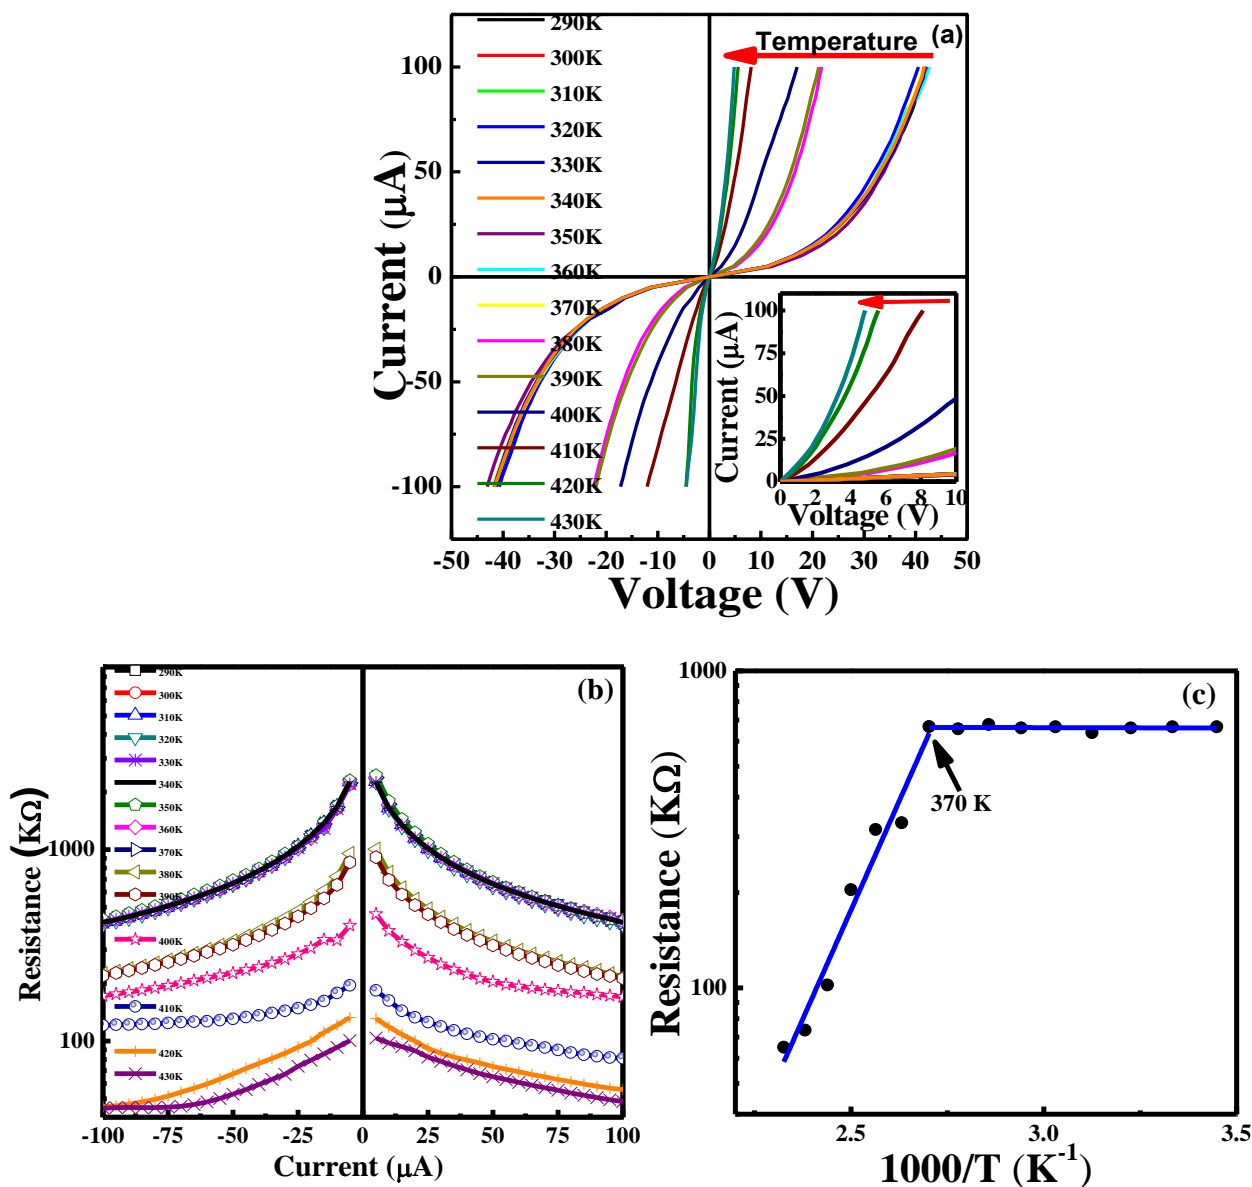 290K
300K
310K
320K
330K
340K
350K
360K
370K
380K
390K
400K
410K
420K
430K
Temperature
(a)
100
50
0
-50
-100
Current (μA)
-50 -40 -30 -20 -10 0 10 20 30 40 50
Voltage (V)
100
75
50
25
0
Current (μA)
0 2 4 6 8 10
Voltage (V)
290K
300K
310K
320K
330K
340K
350K
360K
370K
380K
390K
400K
410K
420K
430K
(b)
1000
100
Resistance (KΩ)
-100 -75 -50 -25 0 25 50 75 100
Current (μA)
(c)
370 K
1000
100
Resistance (KΩ)
2.5 3.0 3.5
1000/T (K⁻¹)